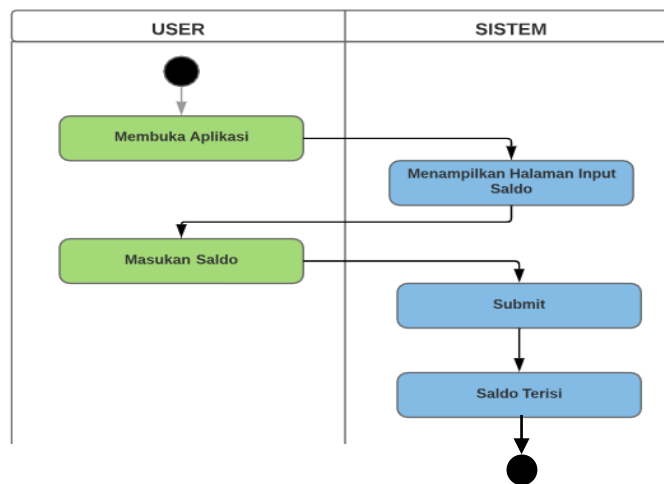 USER
SISTEM
Membuka Aplikasi
Menampilkan Halaman Input
Saldo
Masukan Saldo
Submit
Saldo Terisi